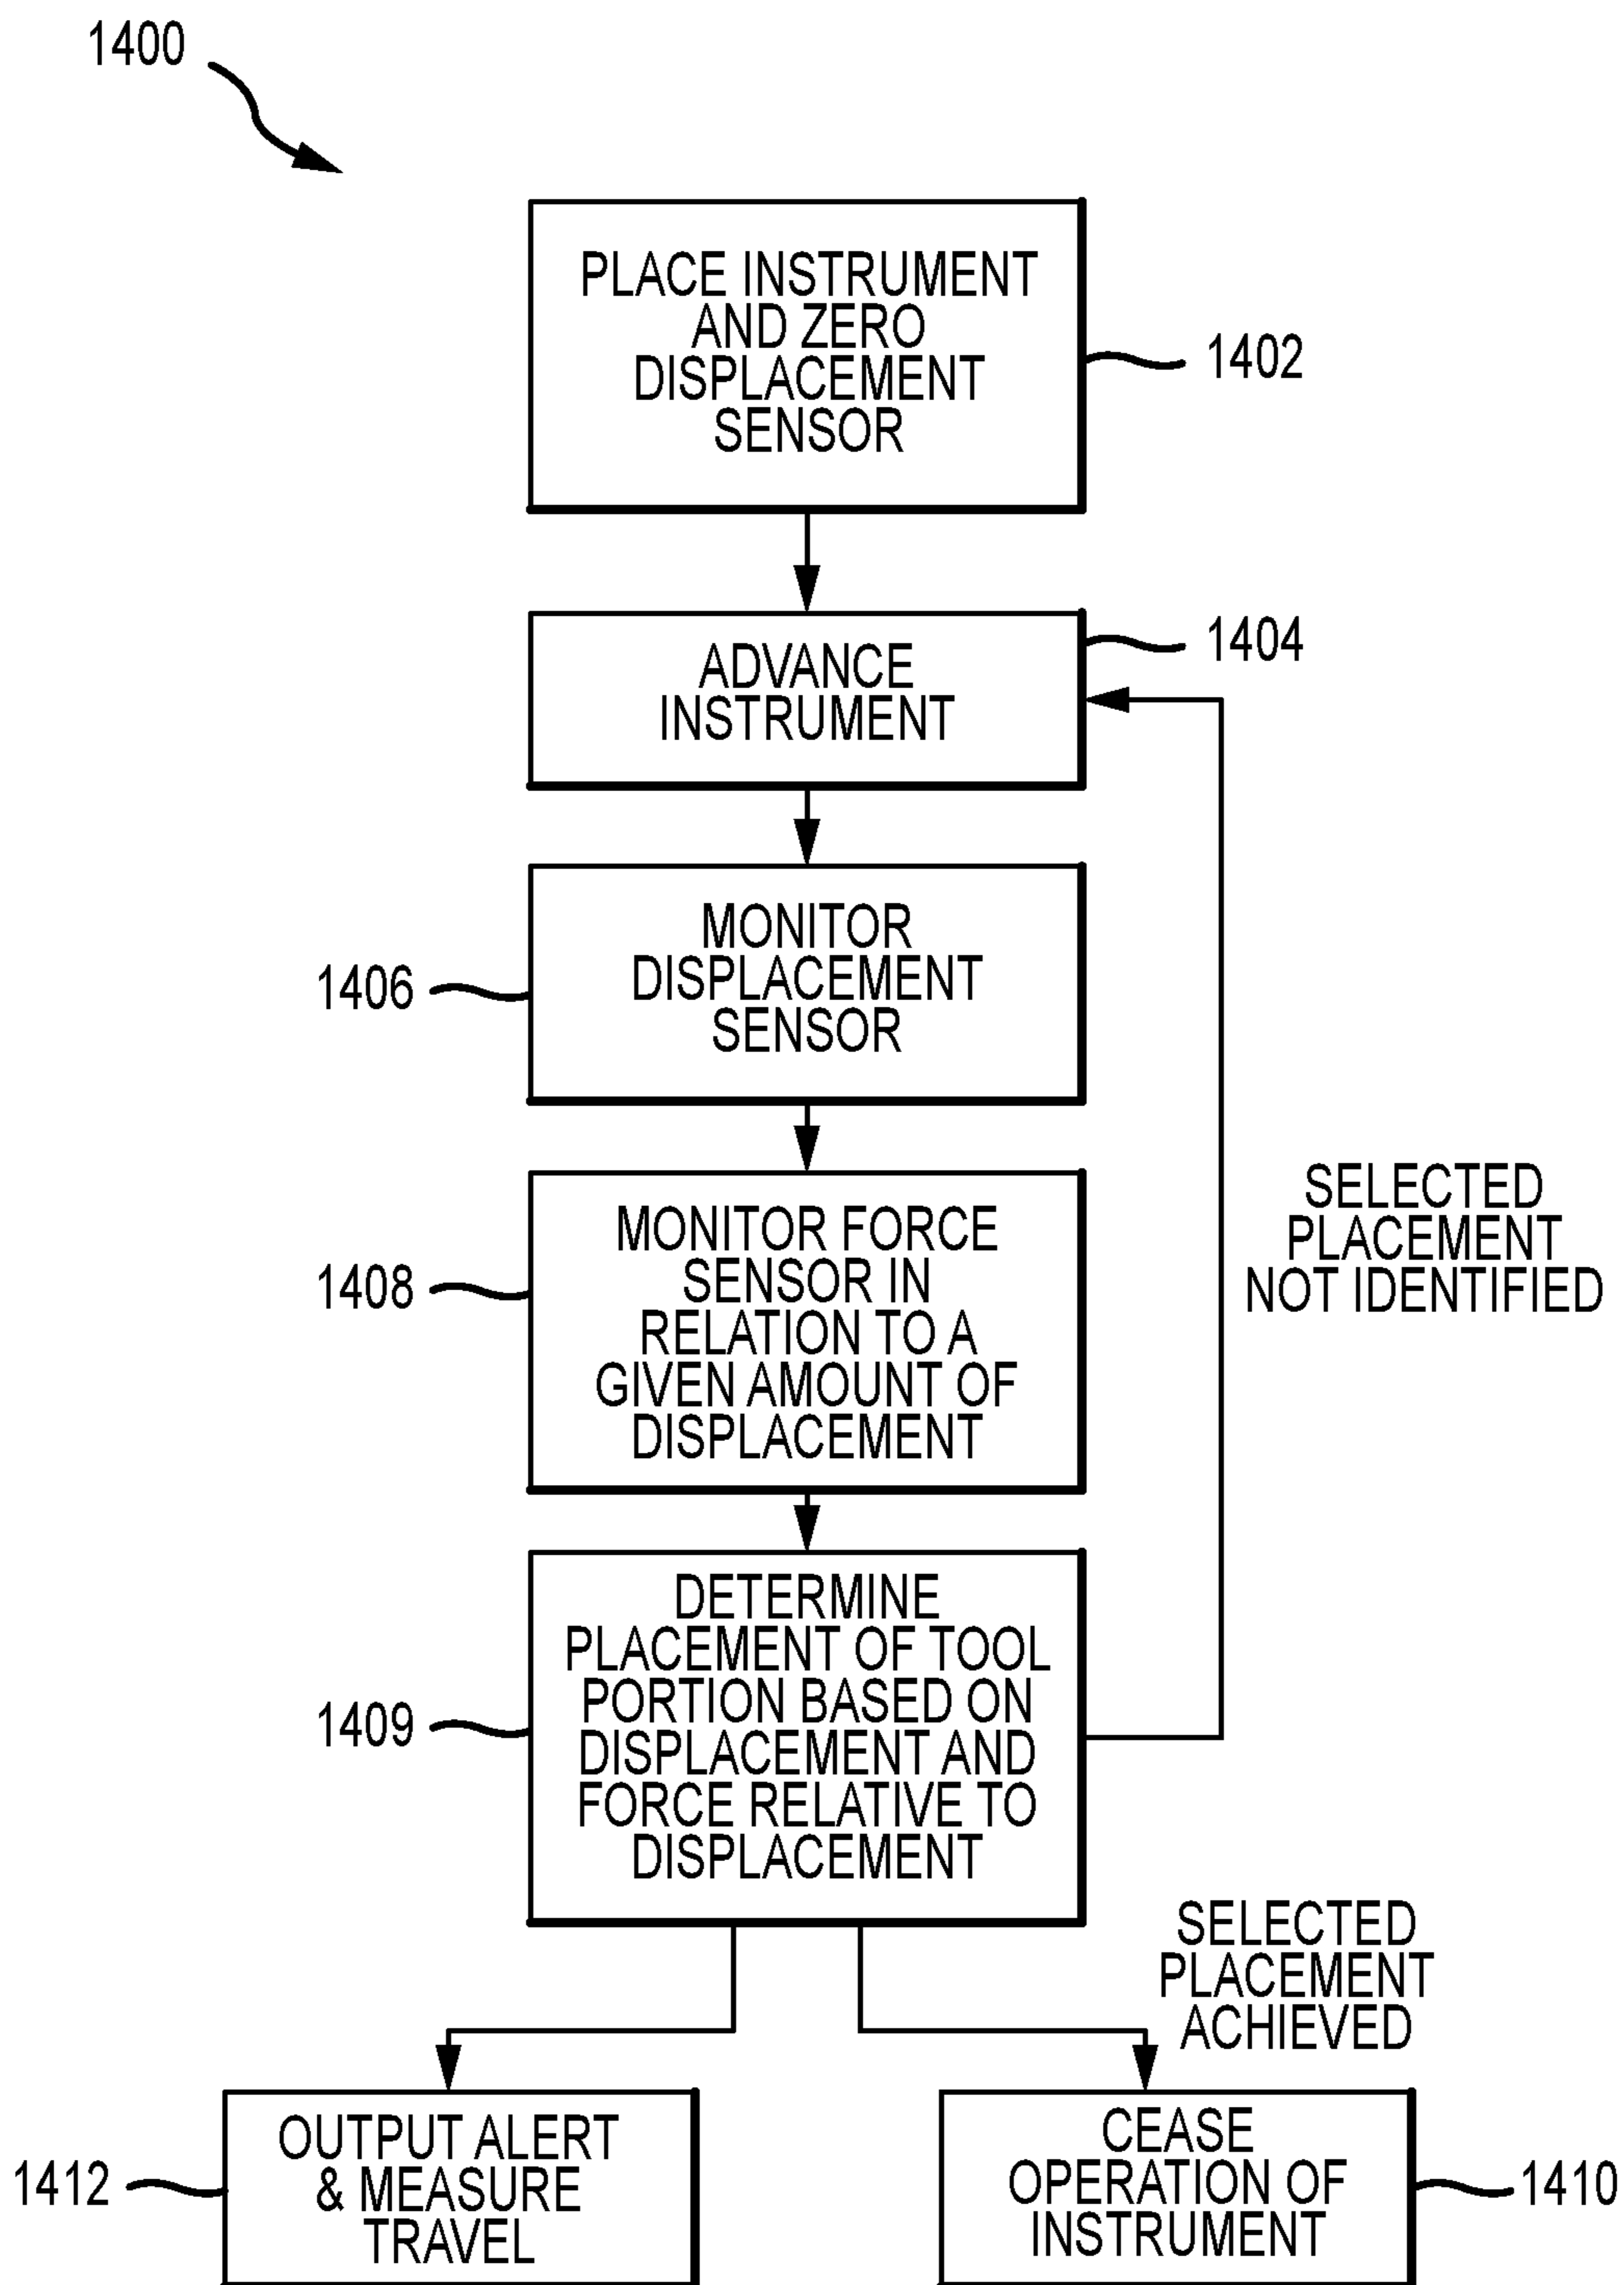 1400
PLACE INSTRUMENT
AND ZERO
DISPLACEMENT
SENSOR
1402
ADVANCE
INSTRUMENT
1404
MONITOR
DISPLACEMENT
SENSOR
1406
MONITOR FORCE
SENSOR IN
RELATION TO A
GIVEN AMOUNT OF
DISPLACEMENT
1408
SELECTED
PLACEMENT
NOT IDENTIFIED
DETERMINE
PLACEMENT OF TOOL
PORTION BASED ON
DISPLACEMENT AND
FORCE RELATIVE TO
DISPLACEMENT
1409
SELECTED
PLACEMENT
ACHIEVED
OUTPUT ALERT
& MEASURE
TRAVEL
1412
CEASE
OPERATION OF
INSTRUMENT
1410